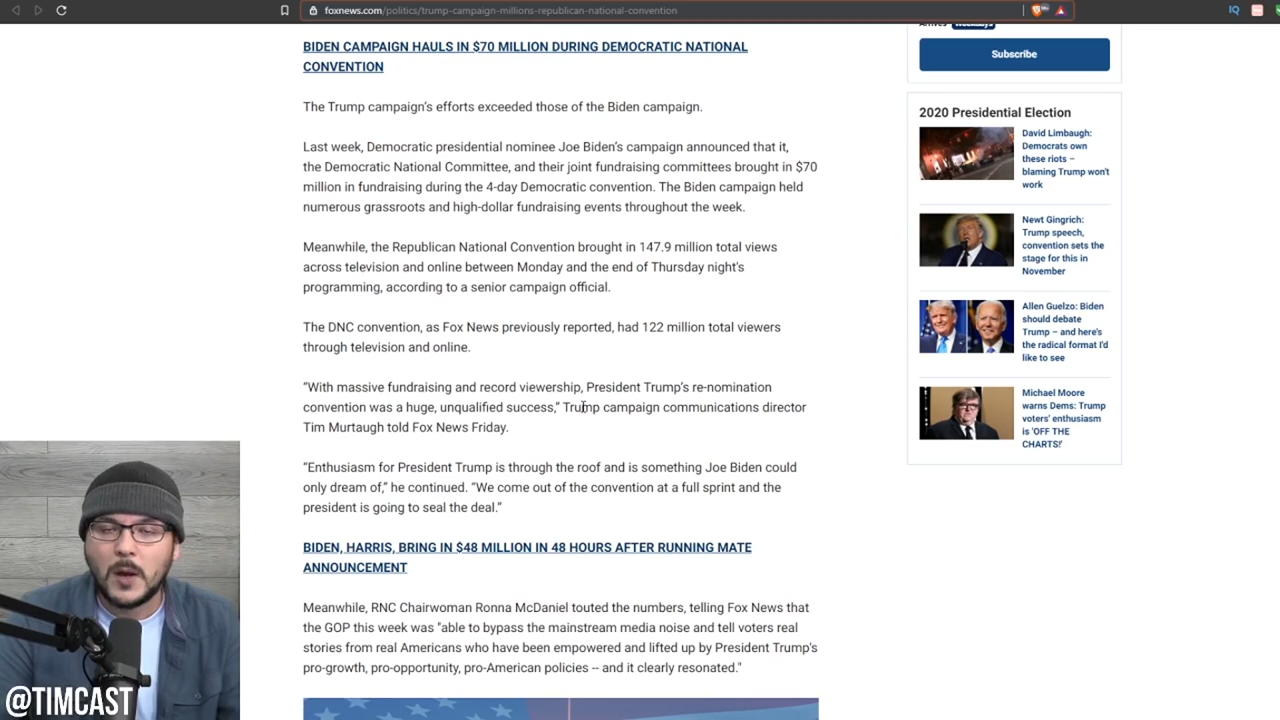 foxnews.com/politics/trump-campaign-millions-republican-national-convention
BIDEN CAMPAIGN HAULS IN $70 MILLION DURING DEMOCRATIC NATIONAL
CONVENTION
The Trump campaign's efforts exceeded those of the Biden campaign.
Last week, Democratic presidential nominee Joe Biden's campaign announced that it,
the Democratic National Committee, and their joint fundraising committees brought in $70
million in fundraising during the 4-day Democratic convention. The Biden campaign held
numerous grassroots and high-dollar fundraising events throughout the week.
Meanwhile, the Republican National Convention brought in 147.9 million total views
across television and online between Monday and the end of Thursday night's
programming, according to a senior campaign official.
The DNC convention, as Fox News previously reported, had 122 million total viewers
through television and online.
“With massive fundraising and record viewership, President Trump’s re-nomination
convention was a huge, unqualified success,” Trump campaign communications director
Tim Murtaugh told Fox News Friday.
“Enthusiasm for President Trump is through the roof and is something Joe Biden could
only dream of,” he continued. “We come out of the convention at a full sprint and the
president is going to seal the deal.”
BIDEN, HARRIS, BRING IN $48 MILLION IN 48 HOURS AFTER RUNNING MATE
ANNOUNCEMENT
Meanwhile, RNC Chairwoman Ronna McDaniel touted the numbers, telling Fox News that
the GOP this week was "able to bypass the mainstream media noise and tell voters real
stories from real Americans who have been empowered and lifted up by President Trump's
pro-growth, pro-opportunity, pro-American policies -- and it clearly resonated."
Subscribe
2020 Presidential Election
David Limbaugh:
Democrats own
these riots –
blaming Trump won't
work
Newt Gingrich:
Trump speech,
convention sets the
stage for this in
November
Allen Guelzo: Biden
should debate
Trump – and here's
the radical format I'd
like to see
Michael Moore
warns Dems: Trump
voters' enthusiasm
is 'OFF THE
CHARTS!'
@TIMCAST